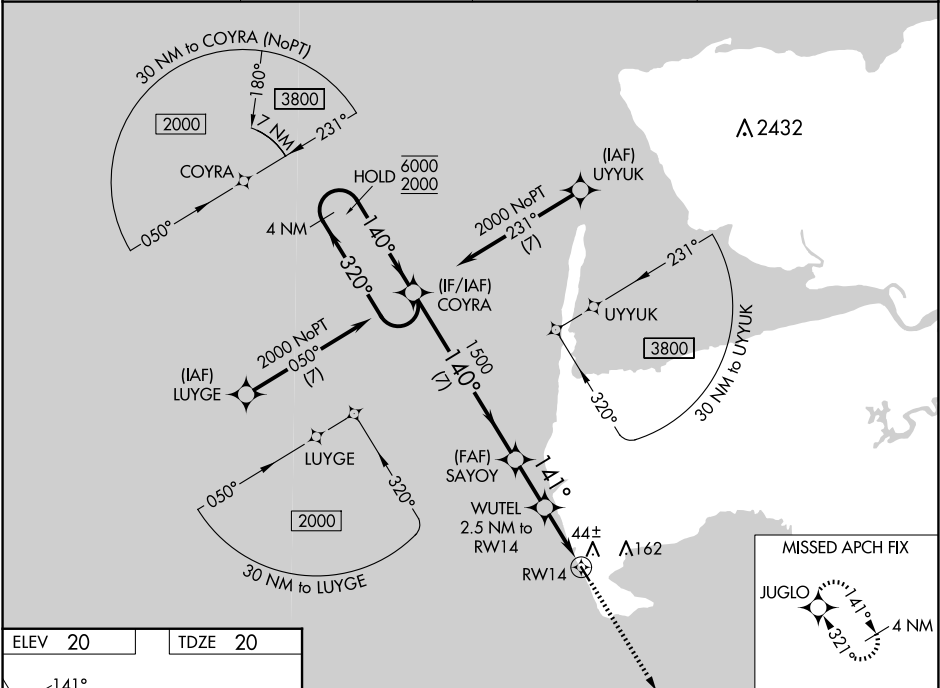 30 NM to COYRA (NoPT)
180°
3800
2000
7 NM
231°
COYRA
050°
2432
HOLD 6000
2000
(IAF)
UYYUK
2000 NoPT
231°
(7)
4 NM
140°
320°
(IF/IAF)
COYRA
231°
UYYUK
3800
30 NM to UYYUK
320°
2000 NoPT
050°
(7)
(IAF)
LUYGE
1500
140°
(7)
LUYGE
050°
320°
2000
30 NM to LUYGE
(FAF)
SAYOY
141°
WUTEL
2.5 NM to
RW14
44±
162
RW14
MISSED APCH FIX
JUGLO
141°
321°
4 NM
ELEV 20
TDZE 20
141°